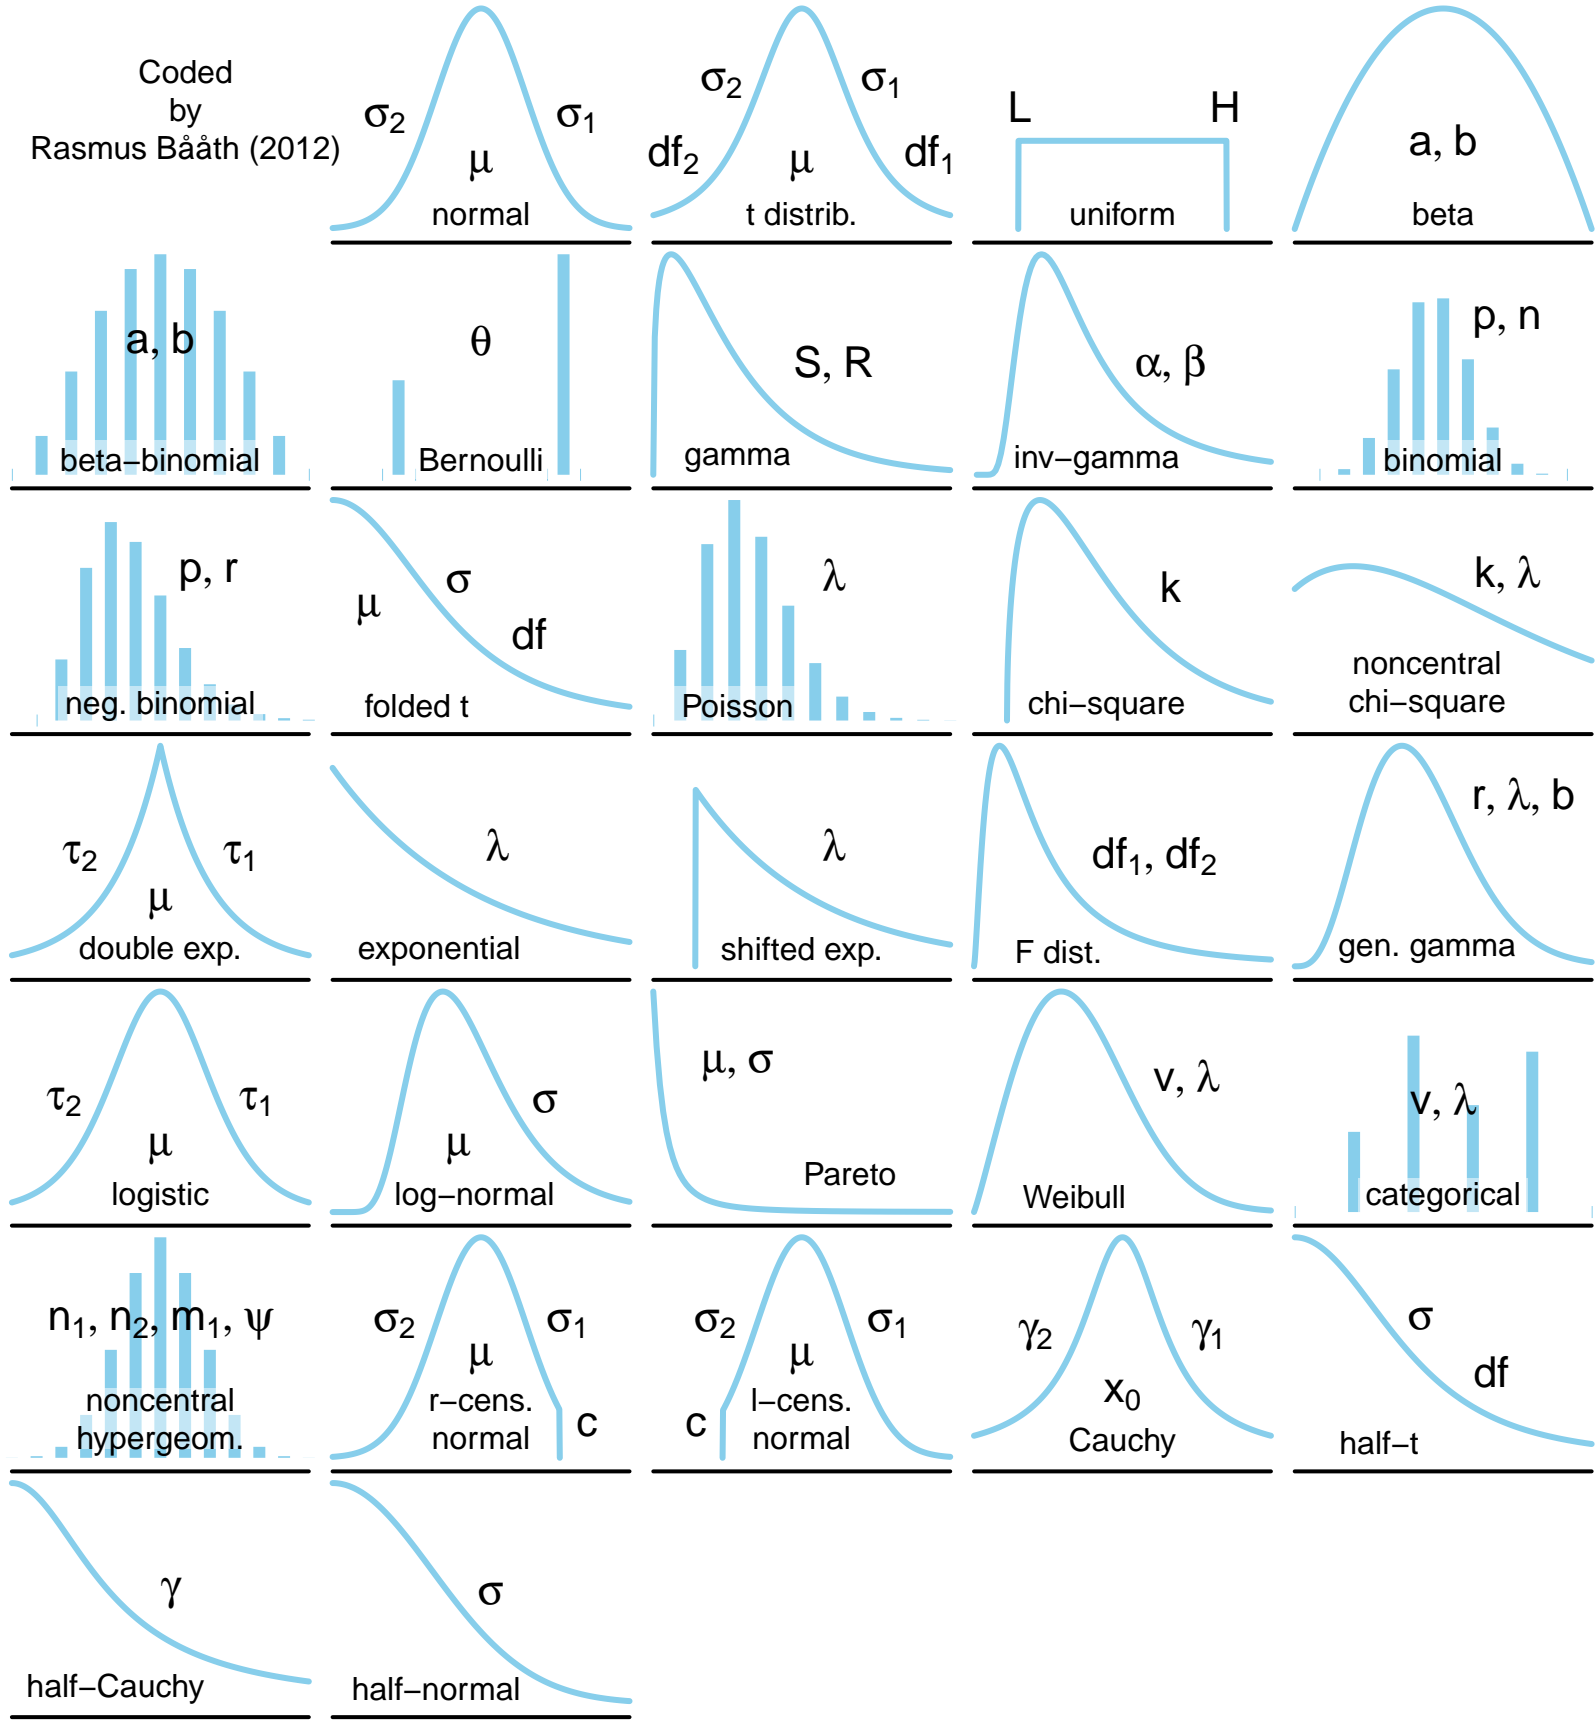 Coded
by
Rasmus Bååth (2012)
σ2
σ1
μ
normal
σ2
σ1
df2
μ
df1
t distrib.
L
H
uniform
a, b
beta
a, b
beta−binomial
θ
Bernoulli
S, R
gamma
α, β
inv−gamma
p, n
binomial
p, r
neg. binomial
μ
σ
df
folded t
λ
Poisson
k
chi−square
k, λ
noncentral
chi−square
τ2
τ1
μ
double exp.
λ
exponential
λ
shifted exp.
df1, df2
F dist.
r, λ, b
gen. gamma
τ2
τ1
μ
logistic
σ
μ
log−normal
μ, σ
Pareto
v, λ
Weibull
v, λ
categorical
n1, n2, m1, ψ
noncentral
hypergeom.
σ2
σ1
μ
r−cens.
normal
c
σ2
σ1
μ
l−cens.
normal
c
γ2
γ1
x0
Cauchy
σ
df
half−t
γ
half−Cauchy
σ
half−normal